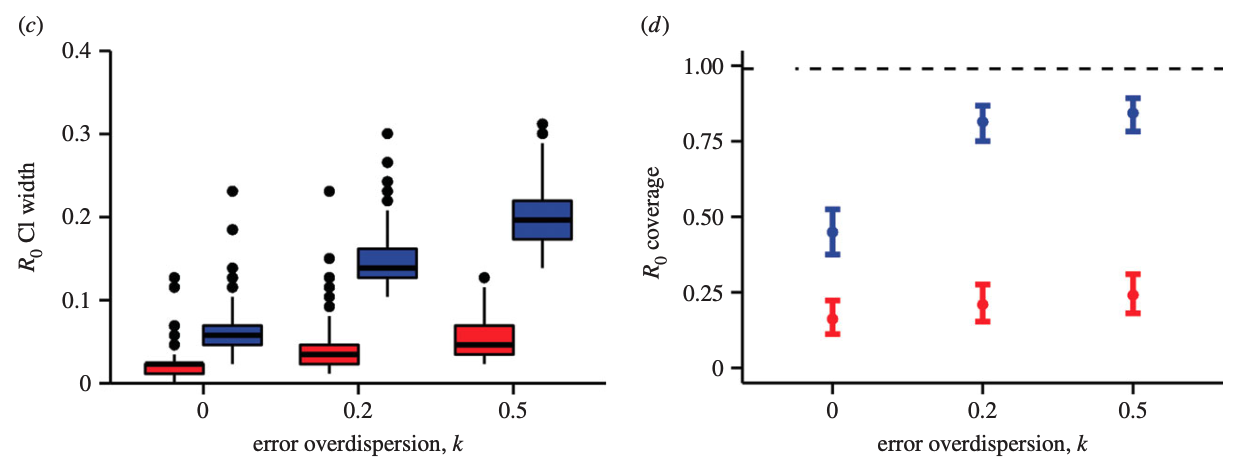 (c)
0.4
0.3
0.2
0.1
0
R0 CI width
0 0.2 0.5
error overdispersion, k
(d)
1.00
0.75
0.50
0.25
0
R0 coverage
0 0.2 0.5
error overdispersion, k